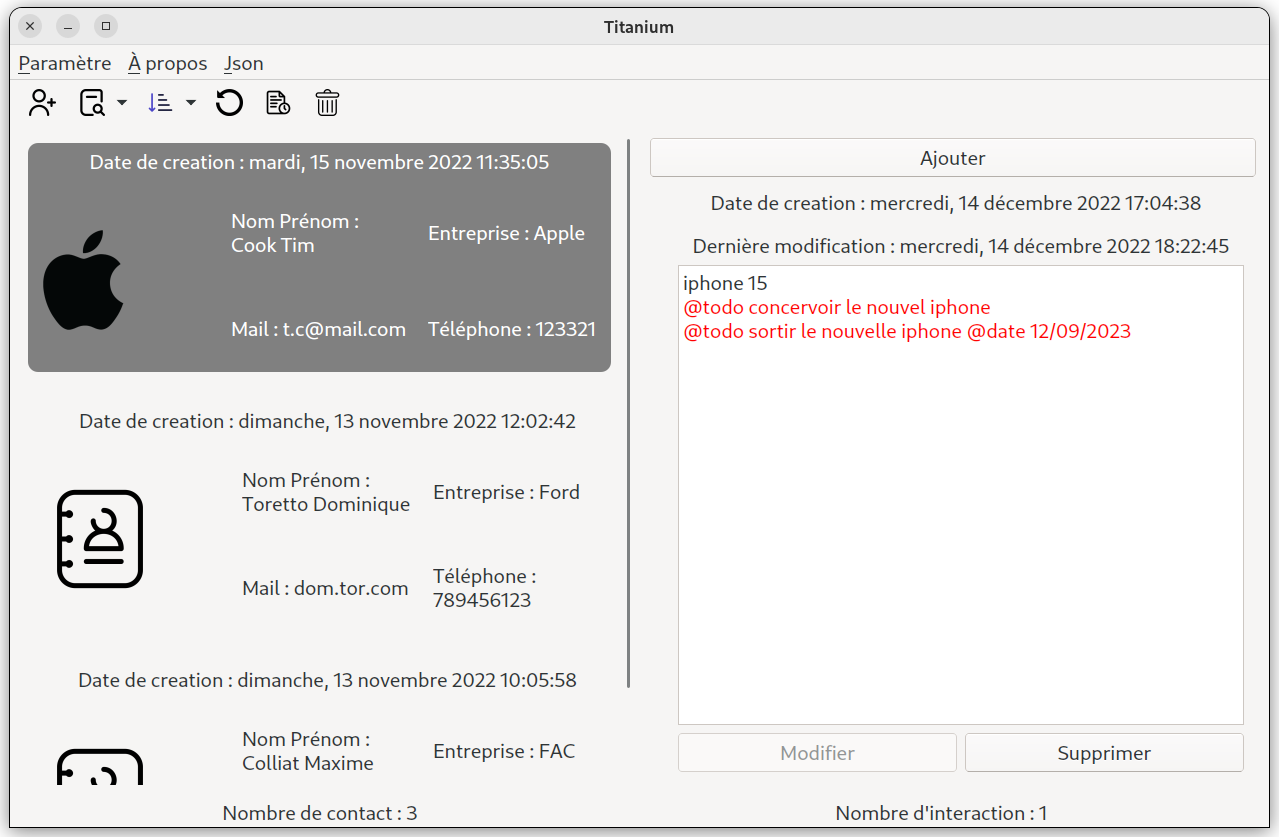 Titanium
Paramètre À propos Json
Date de creation : mardi, 15 novembre 2022 11:35:05
Nom Prénom :
Cook Tim
Entreprise : Apple
Mail : t.c@mail.com
Téléphone : 123321
Date de creation : dimanche, 13 novembre 2022 12:02:42
Nom Prénom :
Toretto Dominique
Entreprise : Ford
Mail : dom.tor.com
Téléphone :
789456123
Date de creation : dimanche, 13 novembre 2022 10:05:58
Nom Prénom :
Colliat Maxime
Entreprise : FAC
Nombre de contact : 3
Ajouter
Date de creation : mercredi, 14 décembre 2022 17:04:38
Dernière modification : mercredi, 14 décembre 2022 18:22:45
iphone 15
@todo concervoir le nouvel iphone
@todo sortir le nouvelle iphone @date 12/09/2023
Modifier
Supprimer
Nombre d'interaction : 1